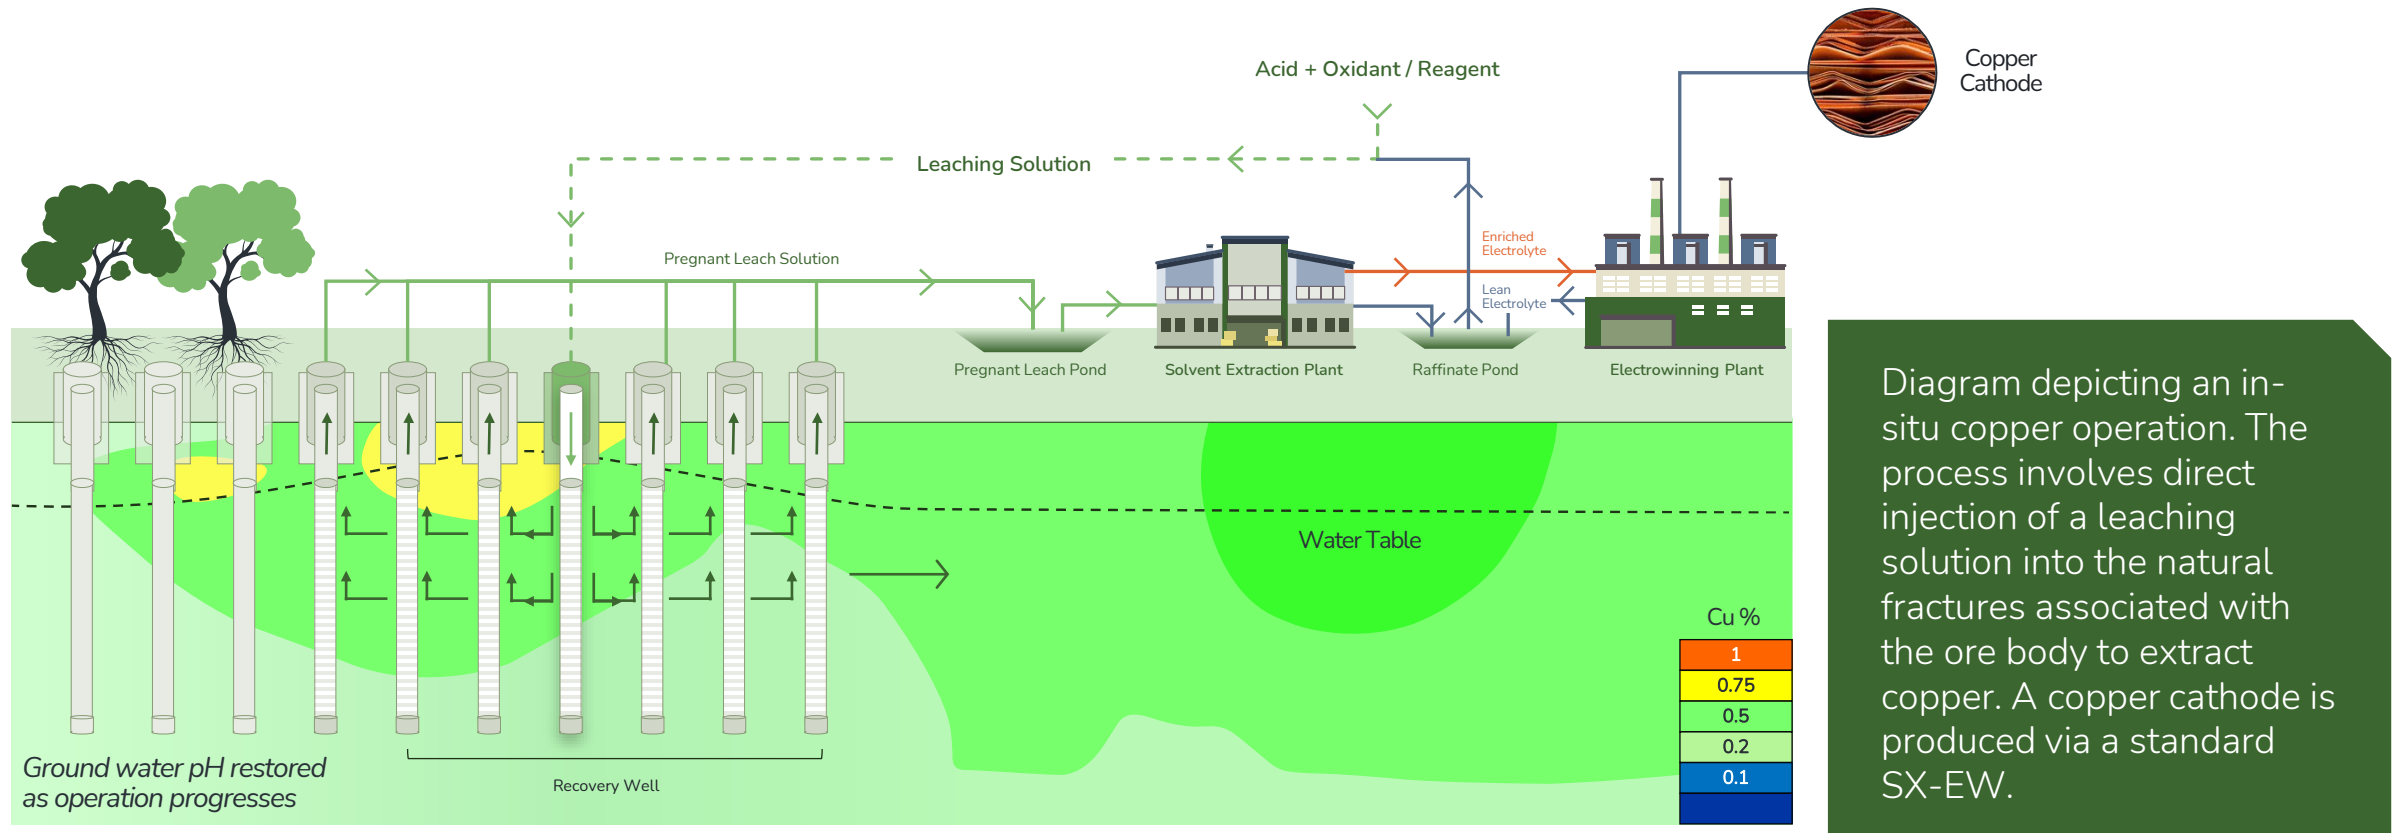 Acid + Oxidant / Reagent
Copper
Cathode
Leaching Solution
Pregnant Leach Solution
Enriched
Electrolyte
Lean
Electrolyte
Pregnant Leach Pond
Solvent Extraction Plant
Raffinate Pond
Electrowinning Plant
Water Table
Cu %
1
0.75
0.5
0.2
0.1
Ground water pH restored
as operation progresses
Recovery Well
Diagram depicting an in-
situ copper operation. The
process involves direct
injection of a leaching
solution into the natural
fractures associated with
the ore body to extract
copper. A copper cathode is
produced via a standard
SX-EW.